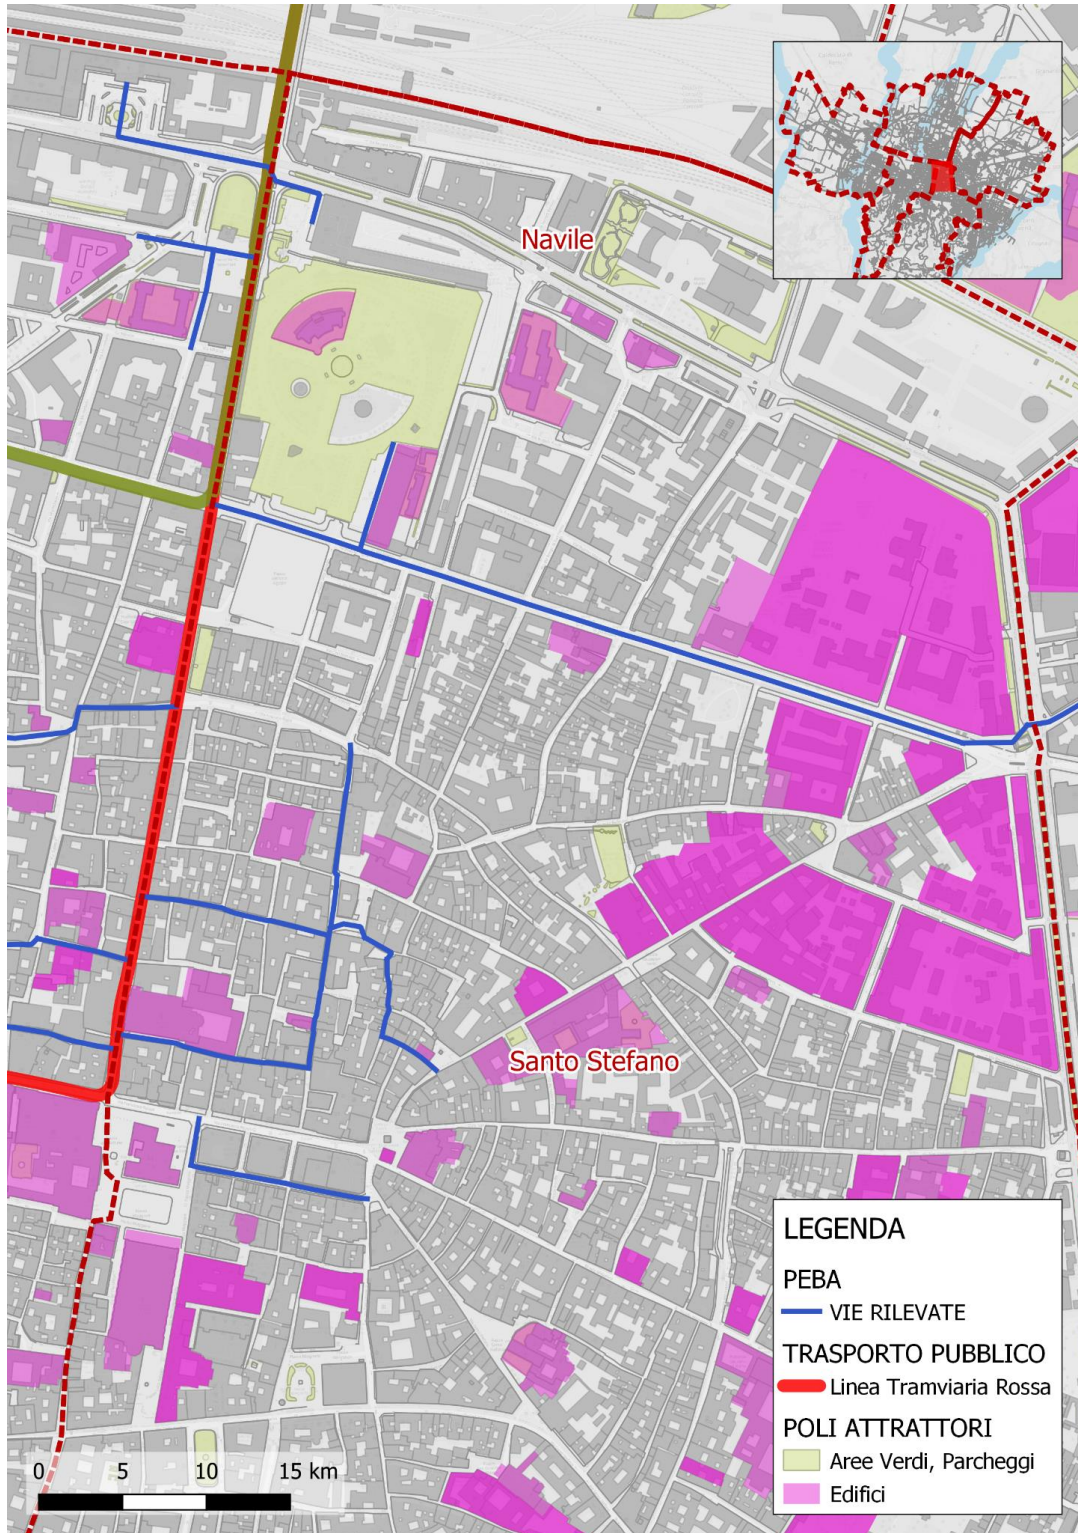 Navile
Santo Stefano
LEGENDA
PEBA
VIE RILEVATE
TRASPORTO PUBBLICO
Linea Tramviaria Rossa
POLI ATTRATTORI
Aree Verdi, Parcheggi
Edifici
0 5 10 15 km